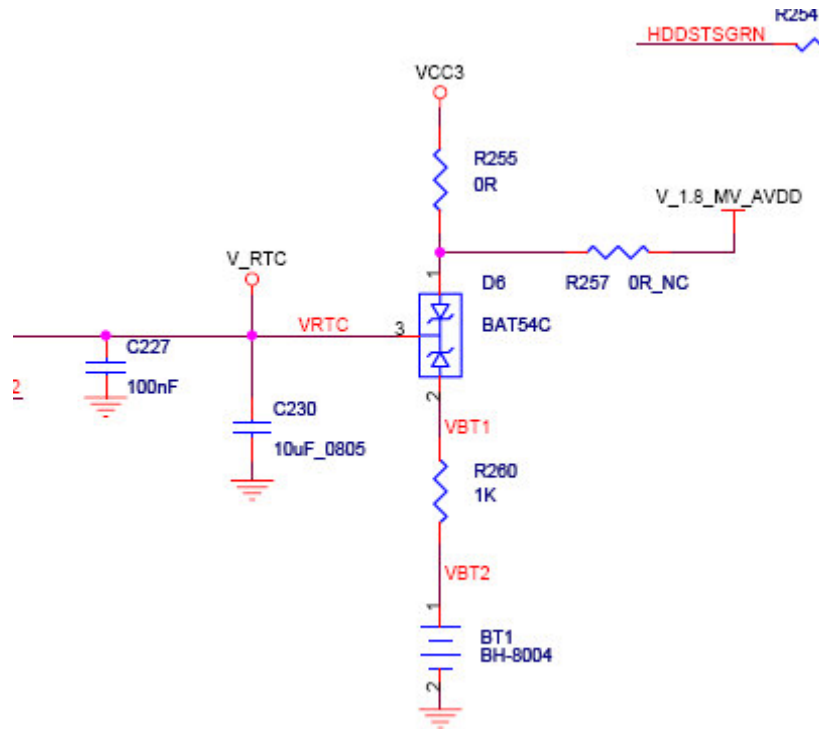 R254
HDDSTSGRN
VCC3
R255
0R
V_1.8_MV_AVDD
V_RTC
1
D6
R257 0R_NC
VRTC
3
BAT54C
C227
100nF
2
2
C230
10uF_0805
VBT1
R260
1K
VBT2
1
BT1
BH-8004
2